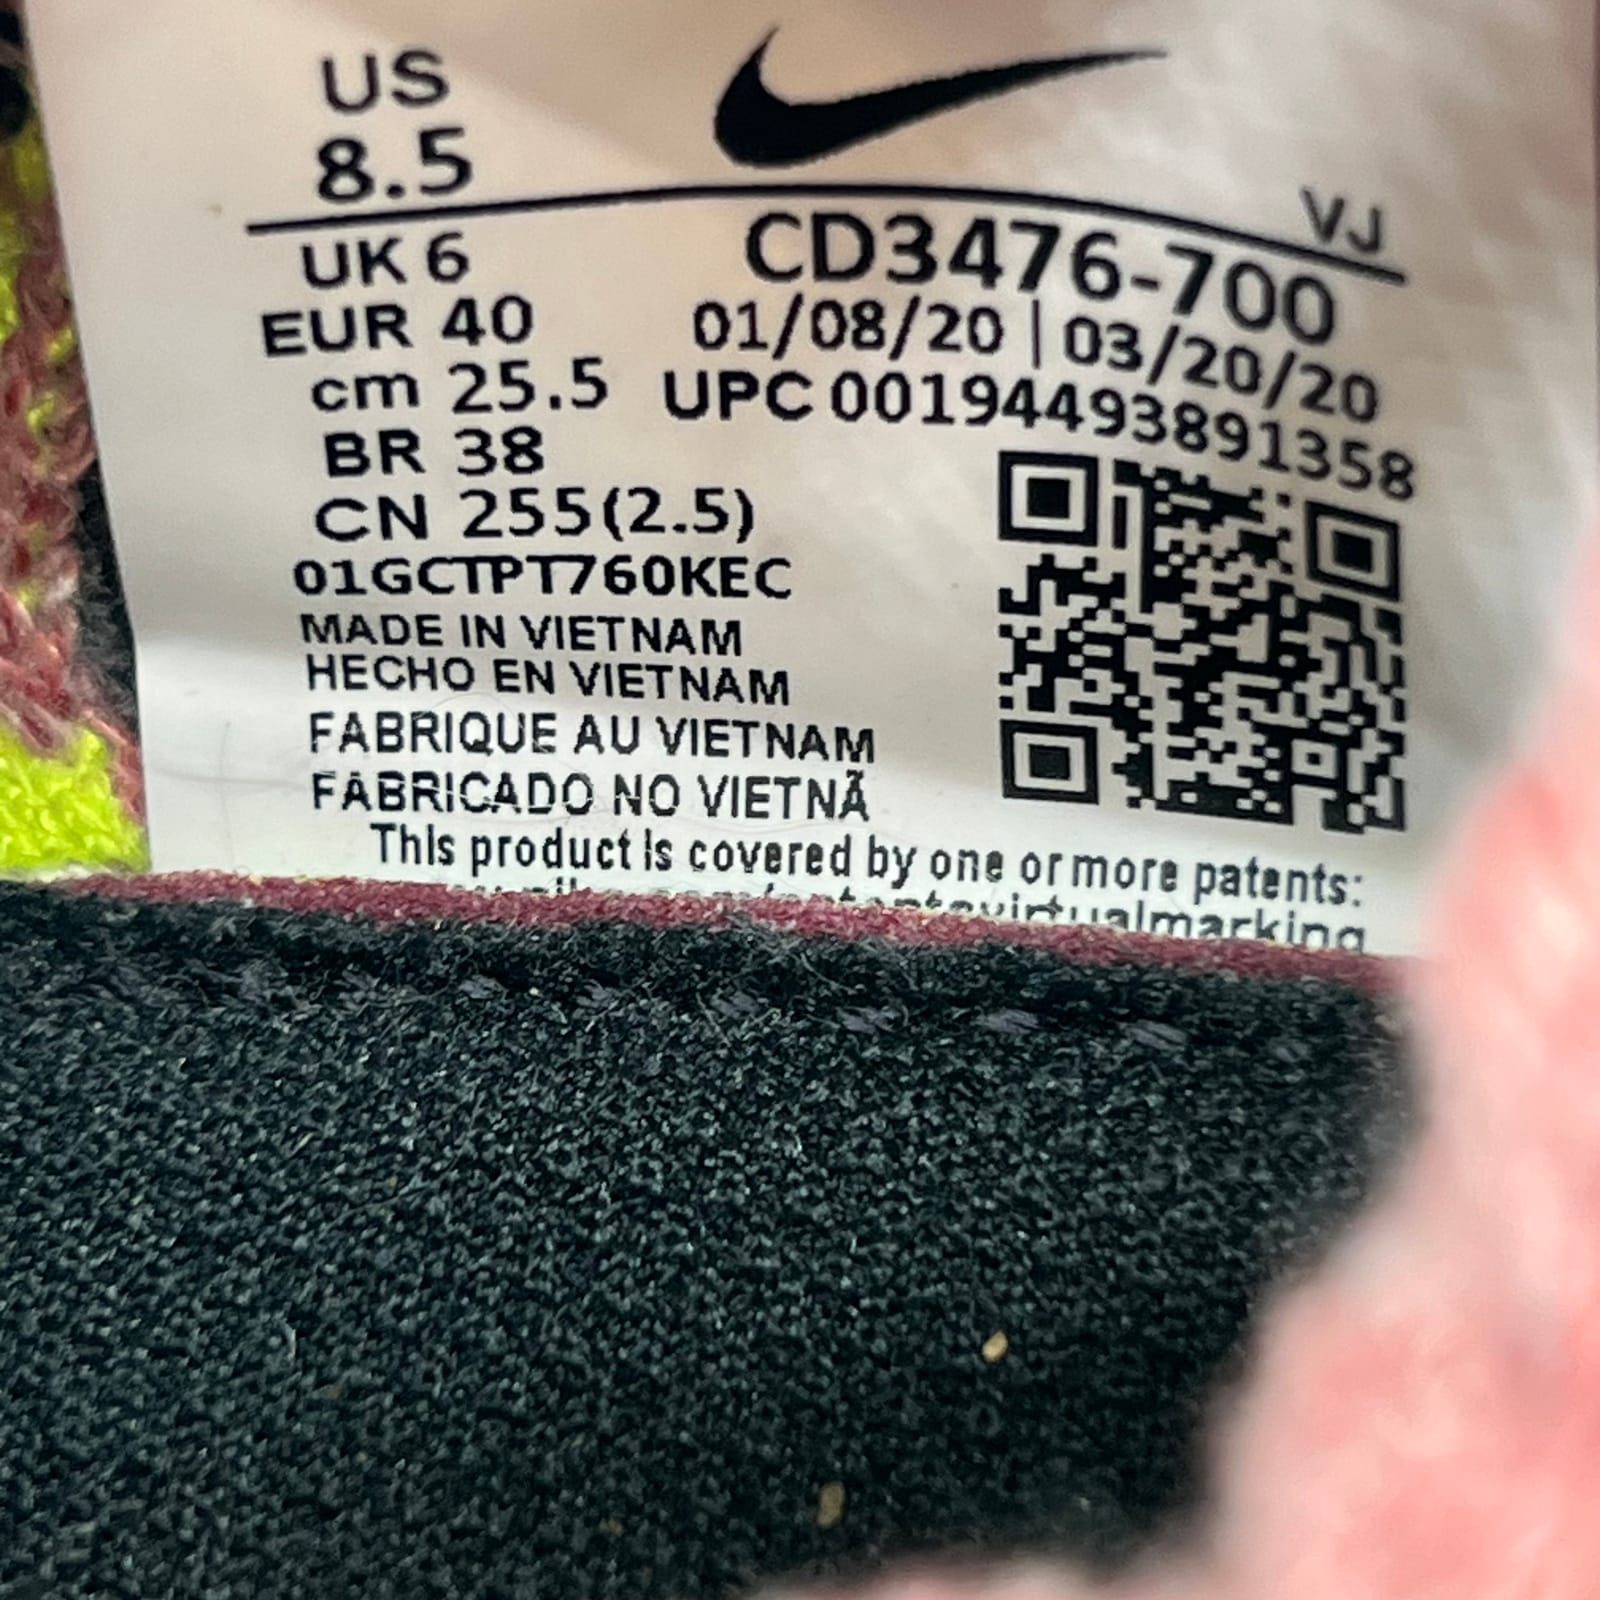 US
8.5
VJ
UK 6
EUR 40
cm 25.5
BR 38
CN 255(2.5)
CD3476-700
01/08/20 | 03/20/20
UPC 00194493891358
01GCTPT760KEC
MADE IN VIETNAM
HECHO EN VIETNAM
FABRIQUE AU VIETNAM
FABRICADO NO VIETNÃ
This product is covered by one or more patents:
virtualmarking